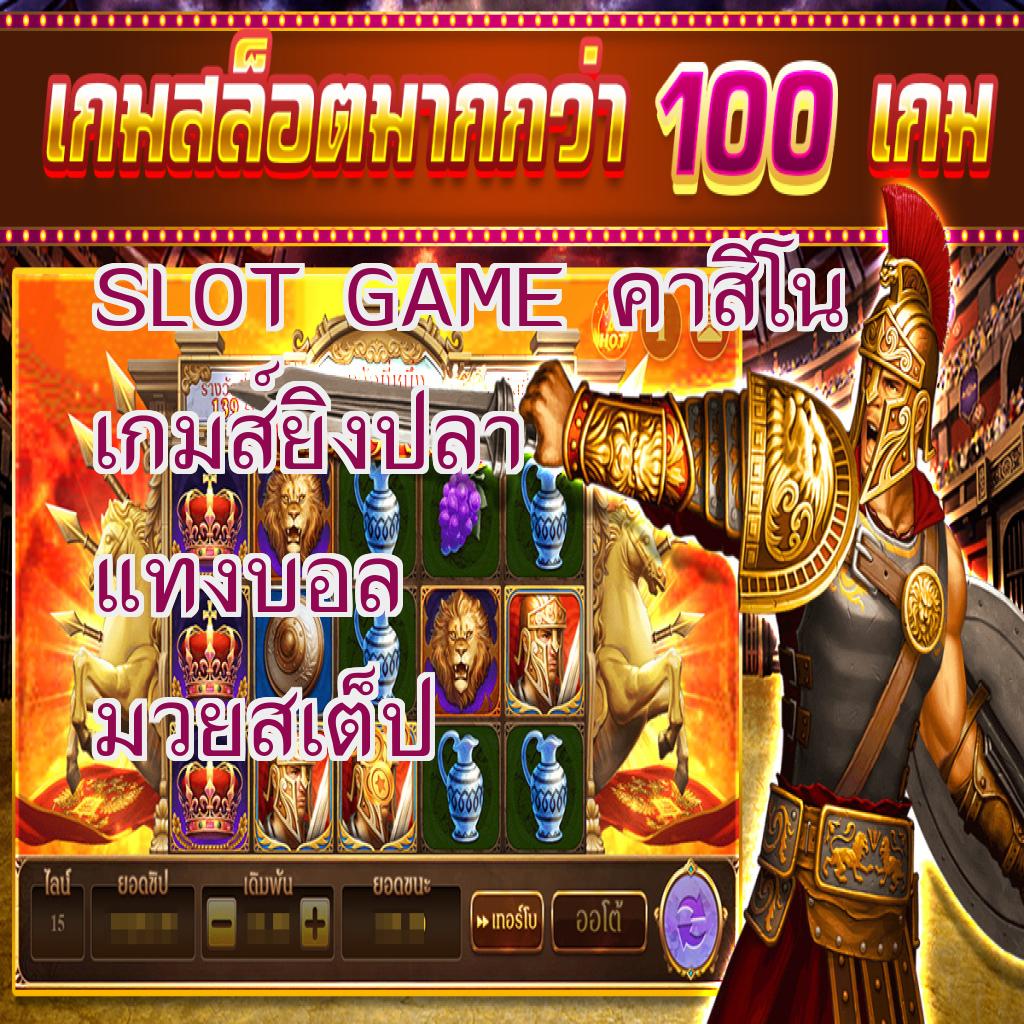 เกมสล็อตมากกว่า 100 เกม
SLOT GAME คาสิโน
HOT
เกมส์ยิงปลา
แทงบอล
มวยสเต็ป
ไลน์ ยอดชิป เดิมพัน ยอดชนะ
15 เทอร์โบ ออโต้